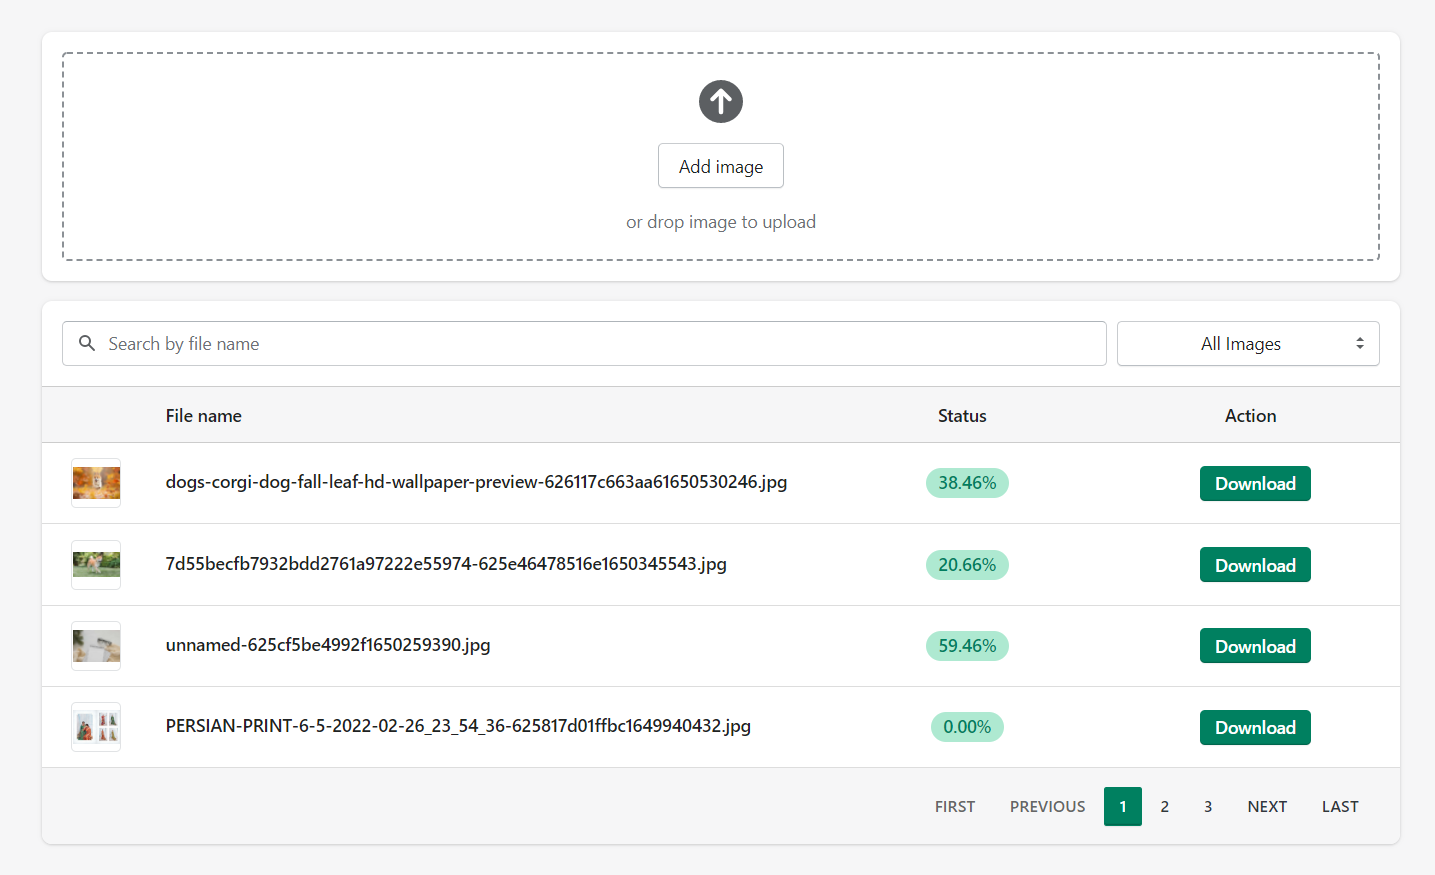 Add image
or drop image to upload
Search by file name
All Images
File name Status Action
dogs-corgi-dog-fall-leaf-hd-wallpaper-preview-626117c663aa61650530246.jpg 38.46% Download
7d55becfb7932bdd2761a97222e55974-625e46478516e1650345543.jpg 20.66% Download
unnamed-625cf5be4992f1650259390.jpg 59.46% Download
PERSIAN-PRINT-6-5-2022-02-26_23_54_36-625817d01ffbc1649940432.jpg 0.00% Download
FIRST PREVIOUS 1 2 3 NEXT LAST